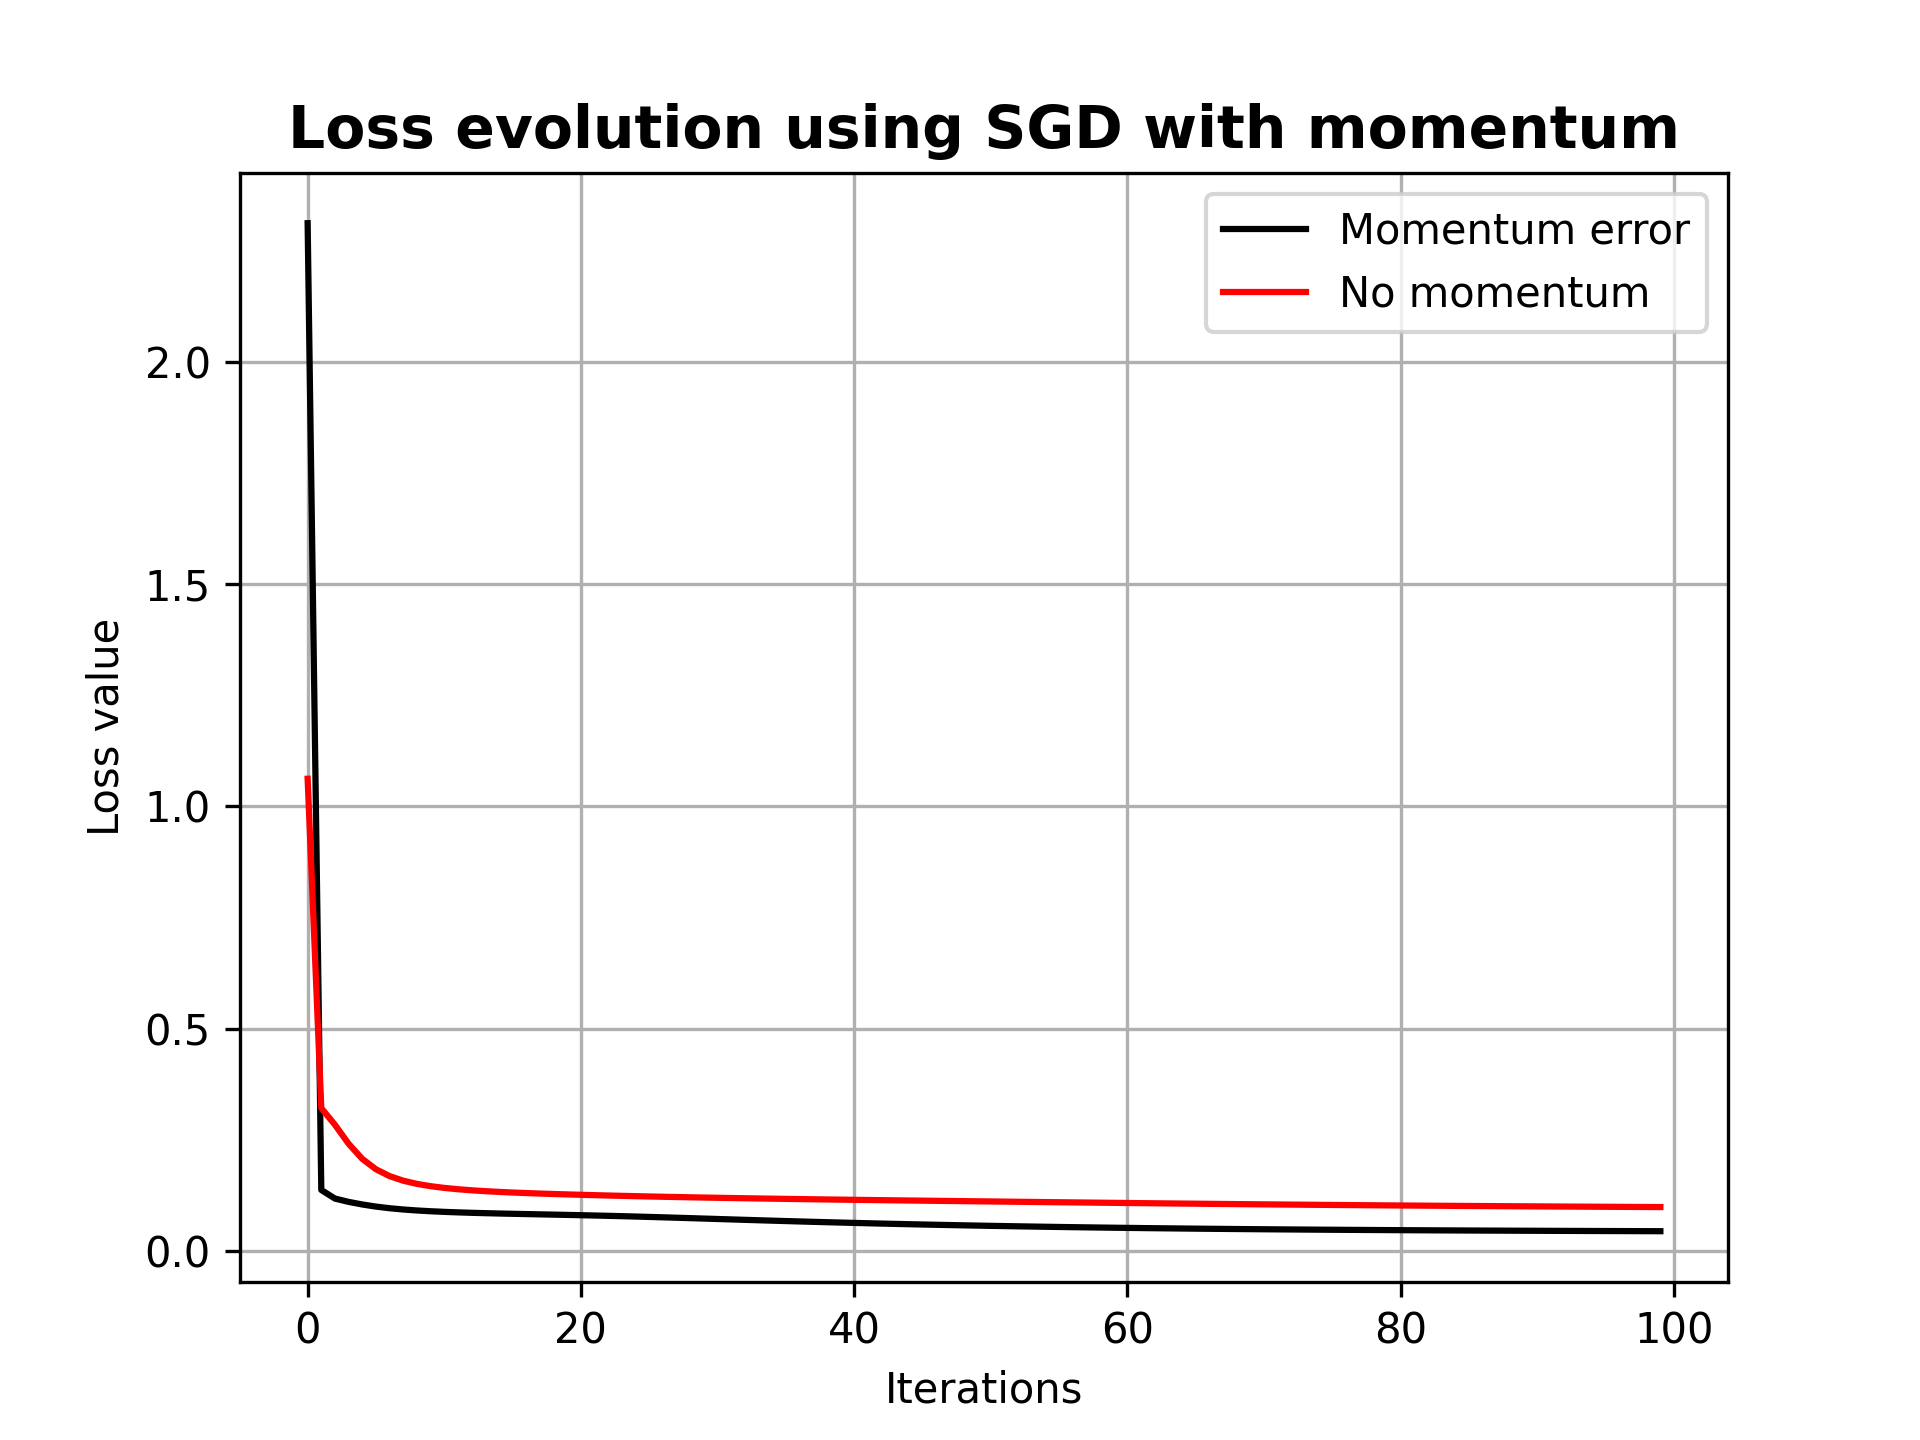 Loss evolution using SGD with momentum
Momentum error
No momentum
2.0
1.5
1.0
0.5
0.0
Loss value
0 20 40 60 80 100
Iterations